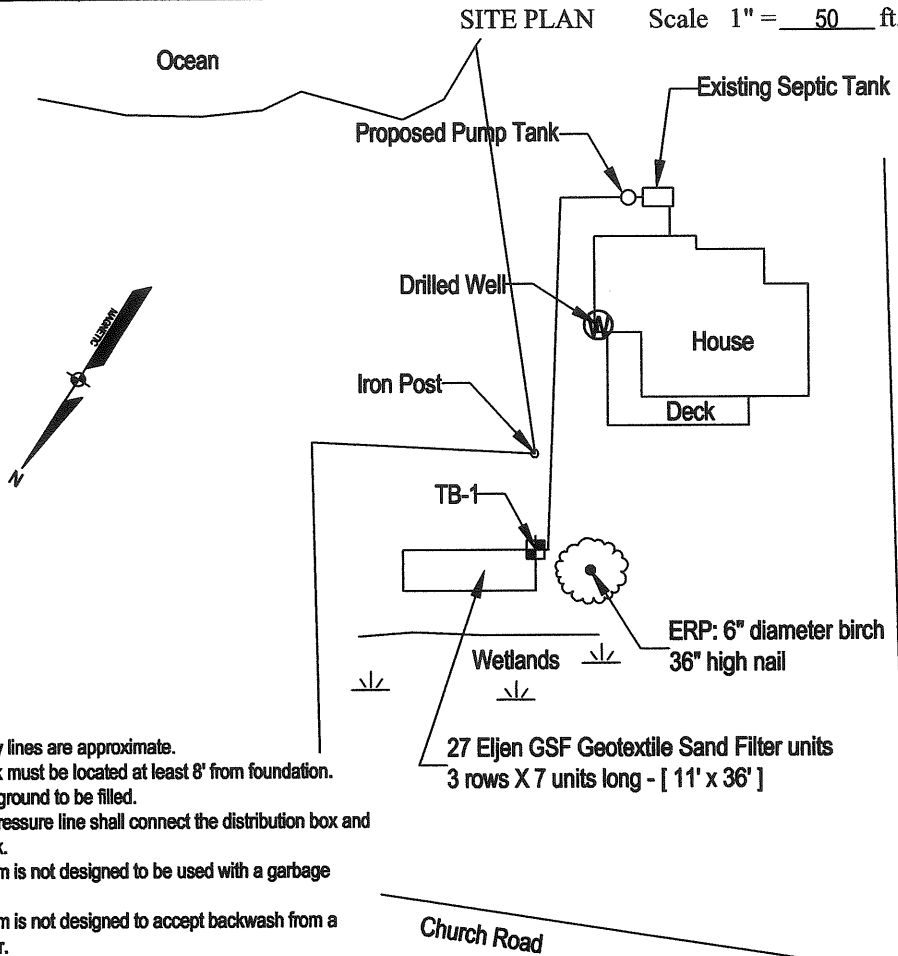 SITE PLAN Scale 1" = 50 ft.
Ocean
Existing Septic Tank
Proposed Pump Tank
Drilled Well
W
House
MAGNETIC
N
Iron Post
Deck
TB-1
ERP: 6" diameter birch
36" high nail
Wetlands
27 Eljen GSF Geotextile Sand Filter units
3 rows X 7 units long - [ 11' x 36' ]
lines are approximate.
must be located at least 8' from foundation.
ground to be filled.
ressure line shall connect the distribution box and
m is not designed to be used with a garbage
m is not designed to accept backwash from a
r.
Church Road